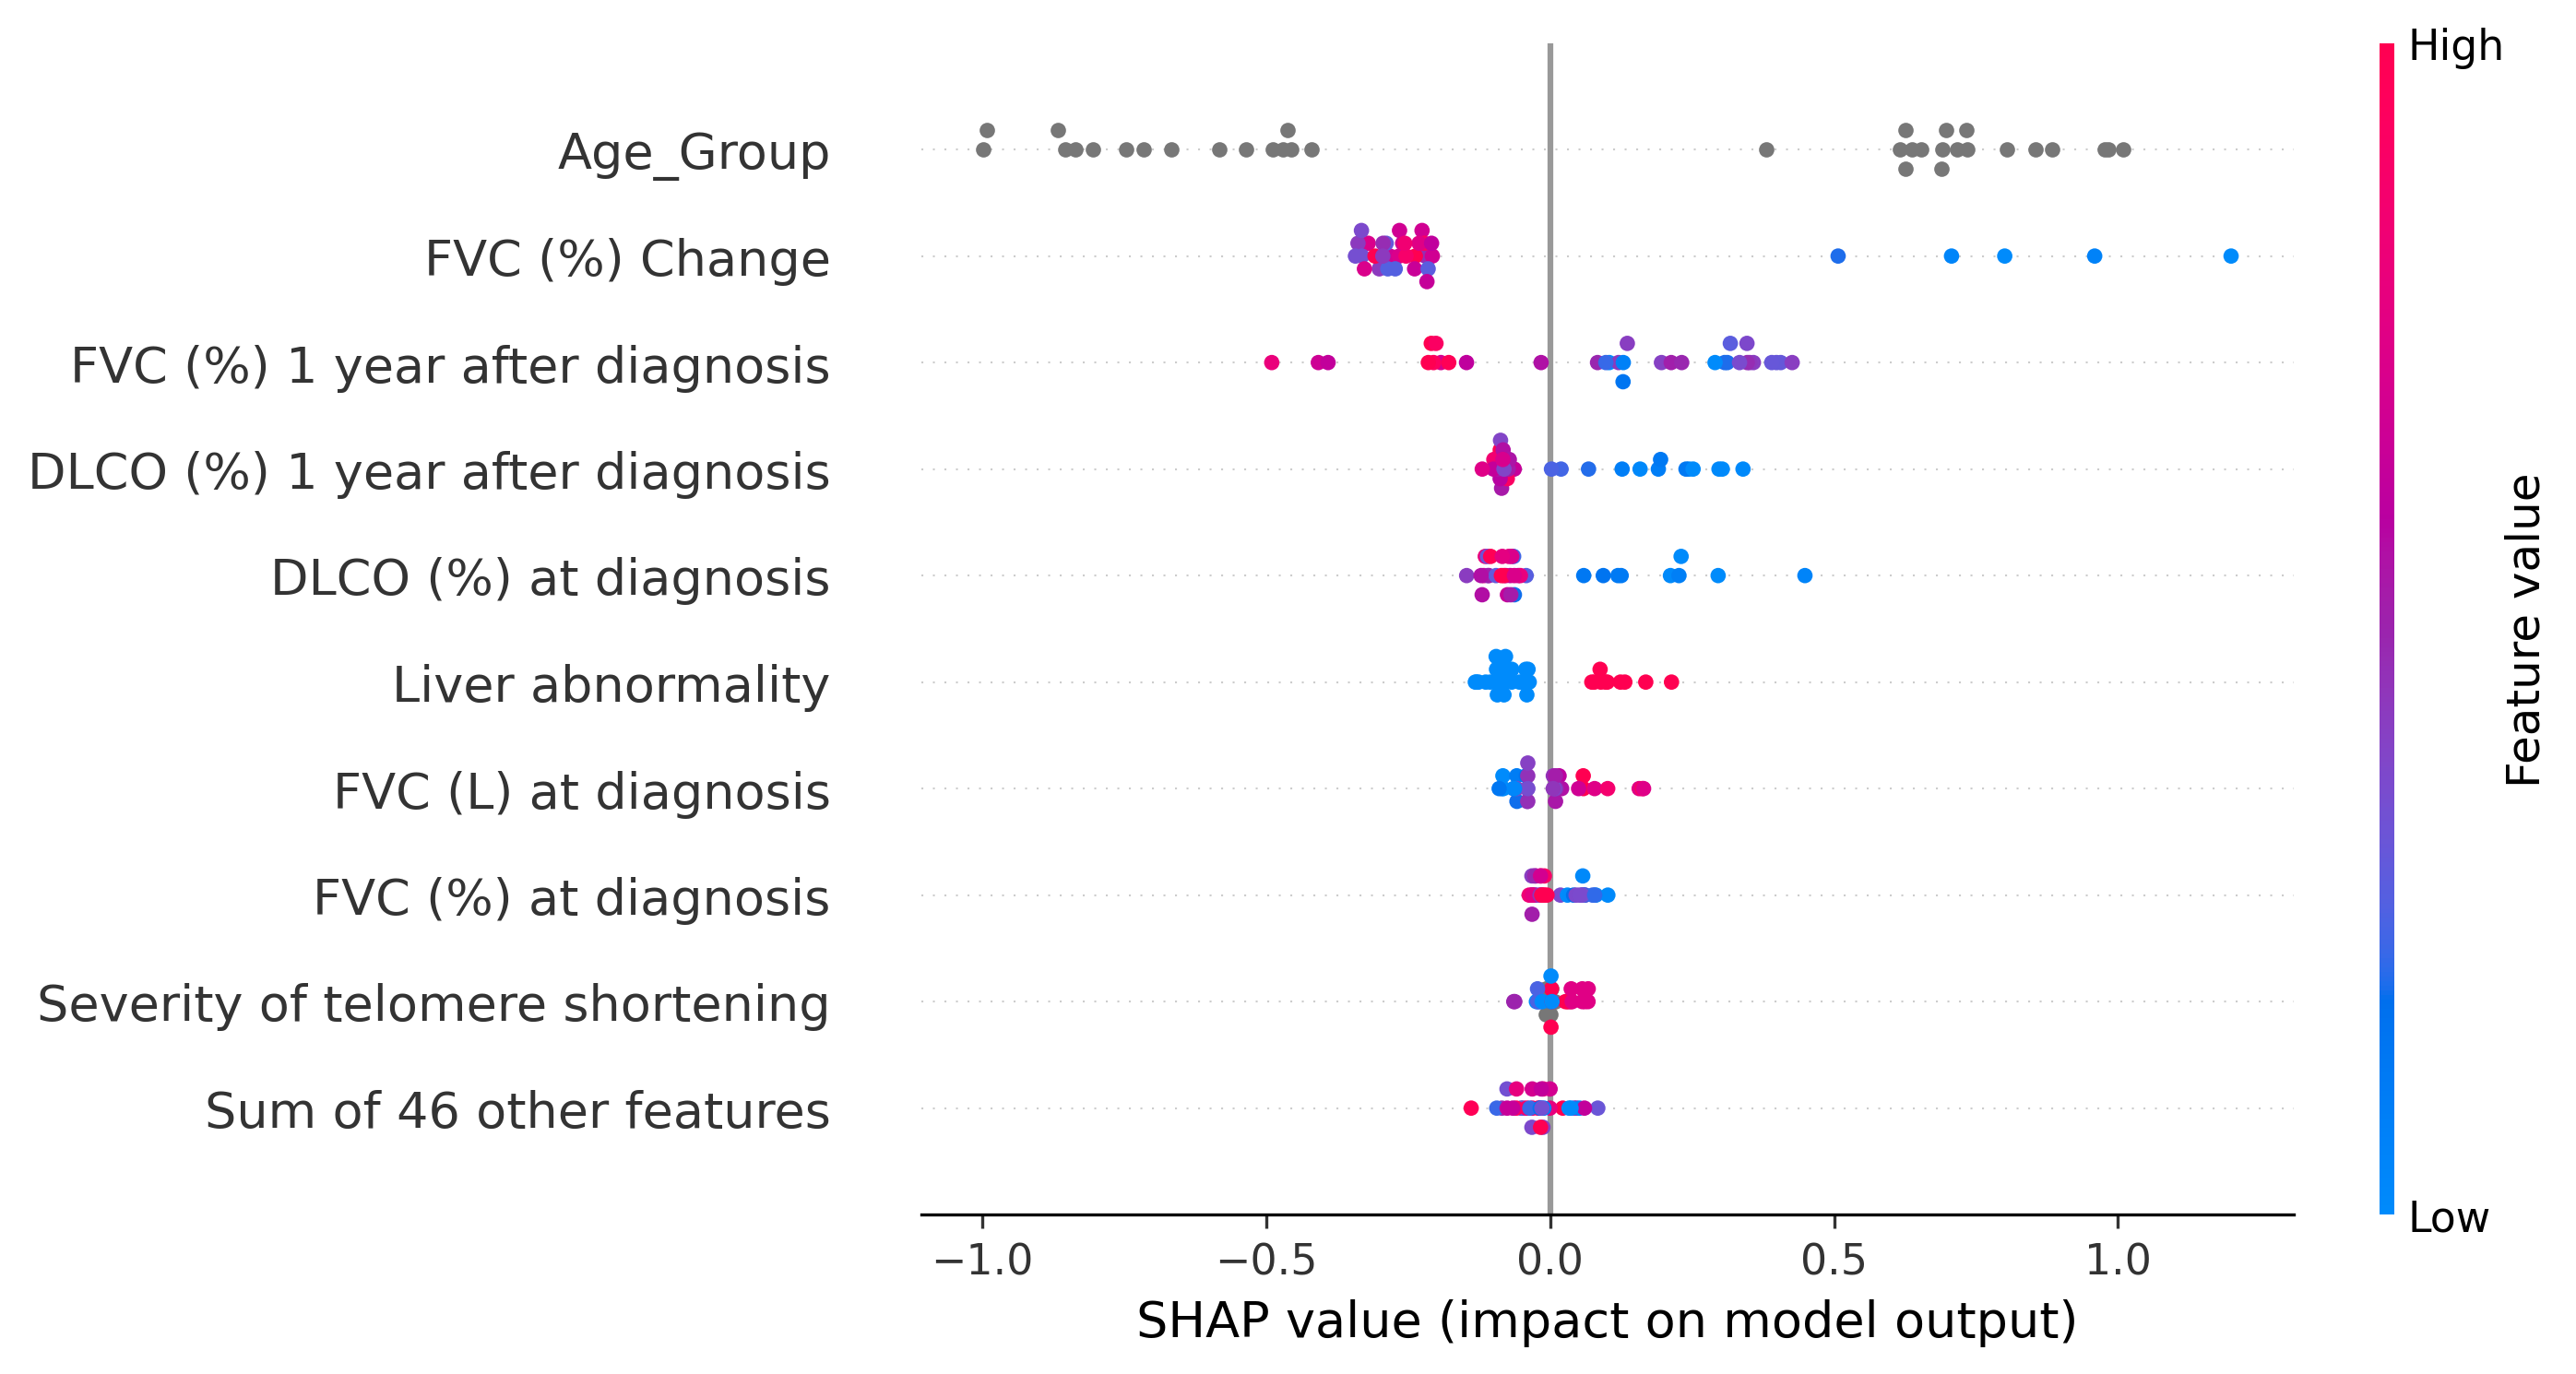 High
Age_Group
FVC (%) Change
FVC (%) 1 year after diagnosis
DLCO (%) 1 year after diagnosis
DLCO (%) at diagnosis
Liver abnormality
FVC (L) at diagnosis
FVC (%) at diagnosis
Severity of telomere shortening
Sum of 46 other features
Feature value
Low
−1.0 −0.5 0.0 0.5 1.0
SHAP value (impact on model output)